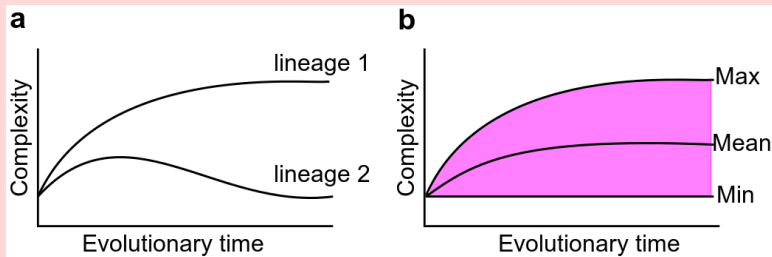 a
lineage 1
lineage 2
Complexity
Evolutionary time
b
Max
Mean
Min
Complexity
Evolutionary time